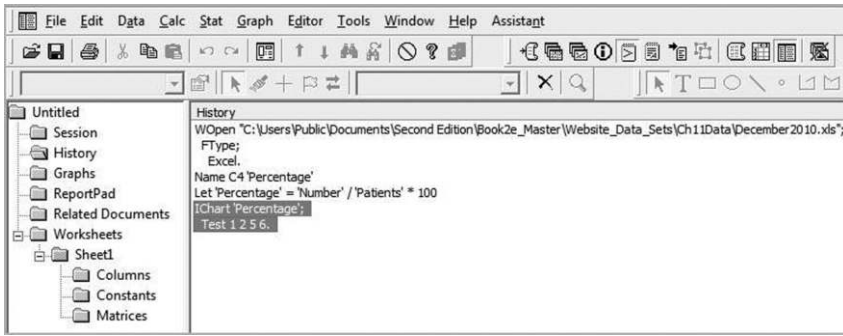 File Edit Data Calc Stat Graph Editor Tools Window Help Assistant
Untitled
Session
History
Graphs
ReportPad
Related Documents
Worksheets
Sheet1
Columns
Constants
Matrices
History
WOpen "C:\Users\Public\Documents\Second Edition\Book2e_Master\Website_Data_Sets\Ch11Data\December2010.xls";
FType;
Excel.
Name C4 'Percentage'
Let 'Percentage' = 'Number' / 'Patients' * 100
IChart 'Percentage';
Test 1 2 5 6.